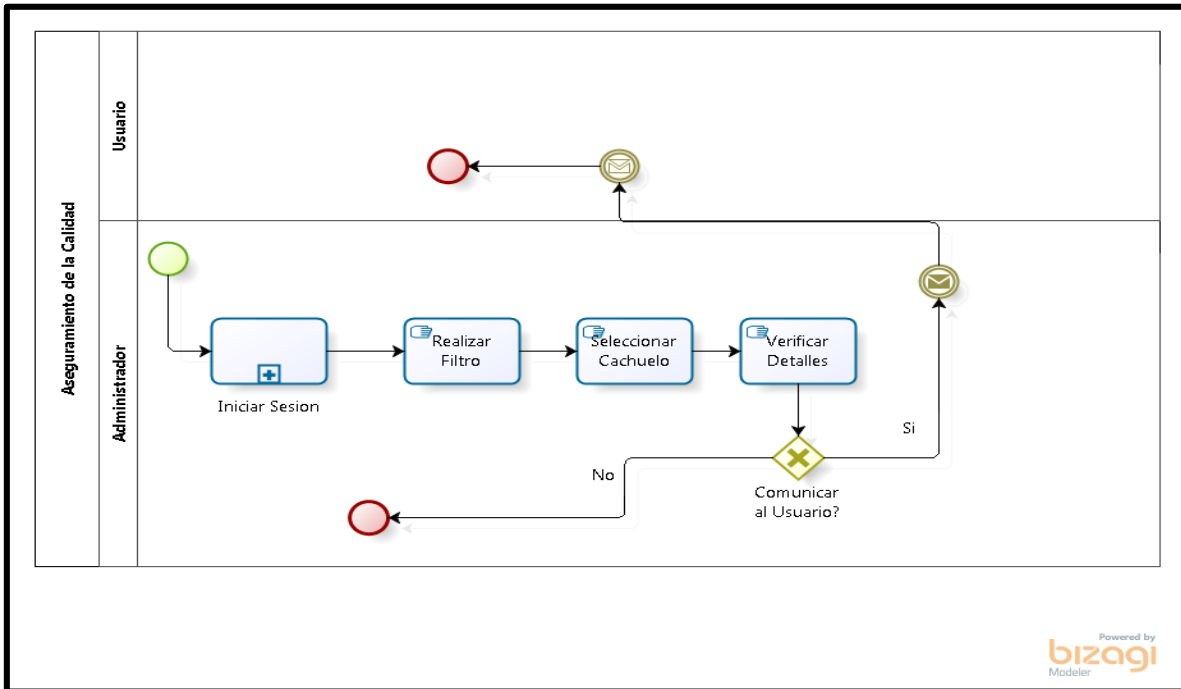 Aseguramiento de la Calidad
Usuario
Administrador
Iniciar Sesion
Realizar
Filtro
Seleccionar
Cachuelo
Verificar
Detalles
Si
No
Comunicar
al Usuario?
Powered by
bizagi
Modeler